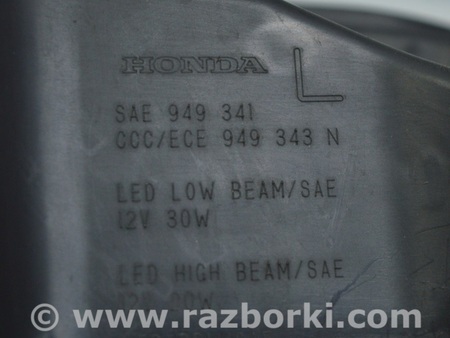 HONDA L
SAE 949 341
CCC/ECE 949 343 N
LED LOW BEAM/SAE
12V 30W
LED HIGH BEAM/SAE
© www.razborki.com